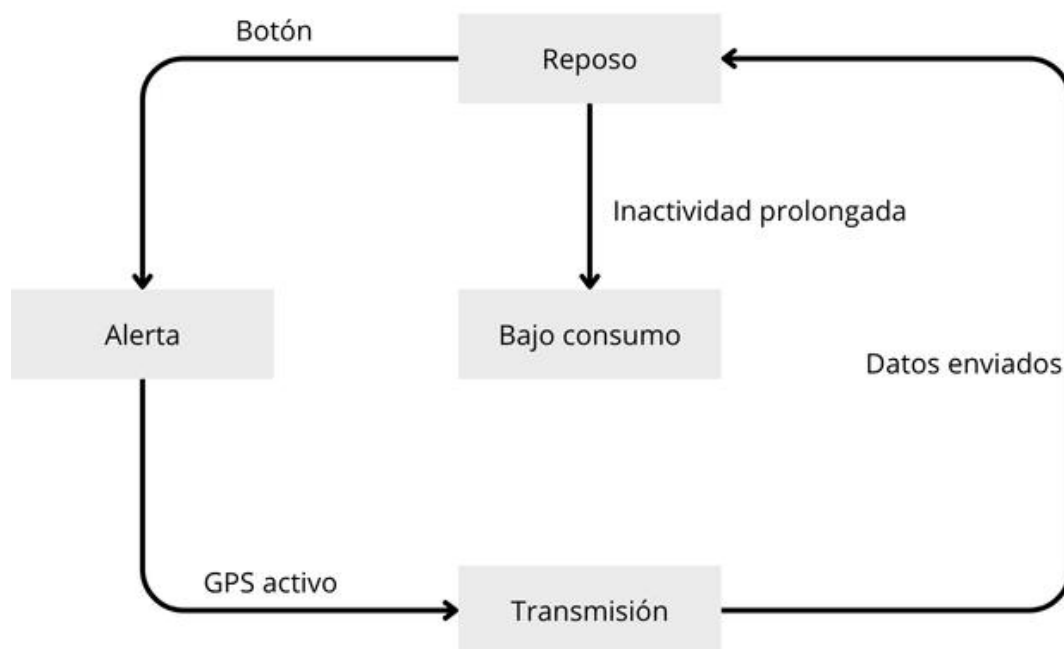 Botón
Reposo
Inactividad prolongada
Alerta
Bajo consumo
Datos enviados
GPS activo
Transmisión